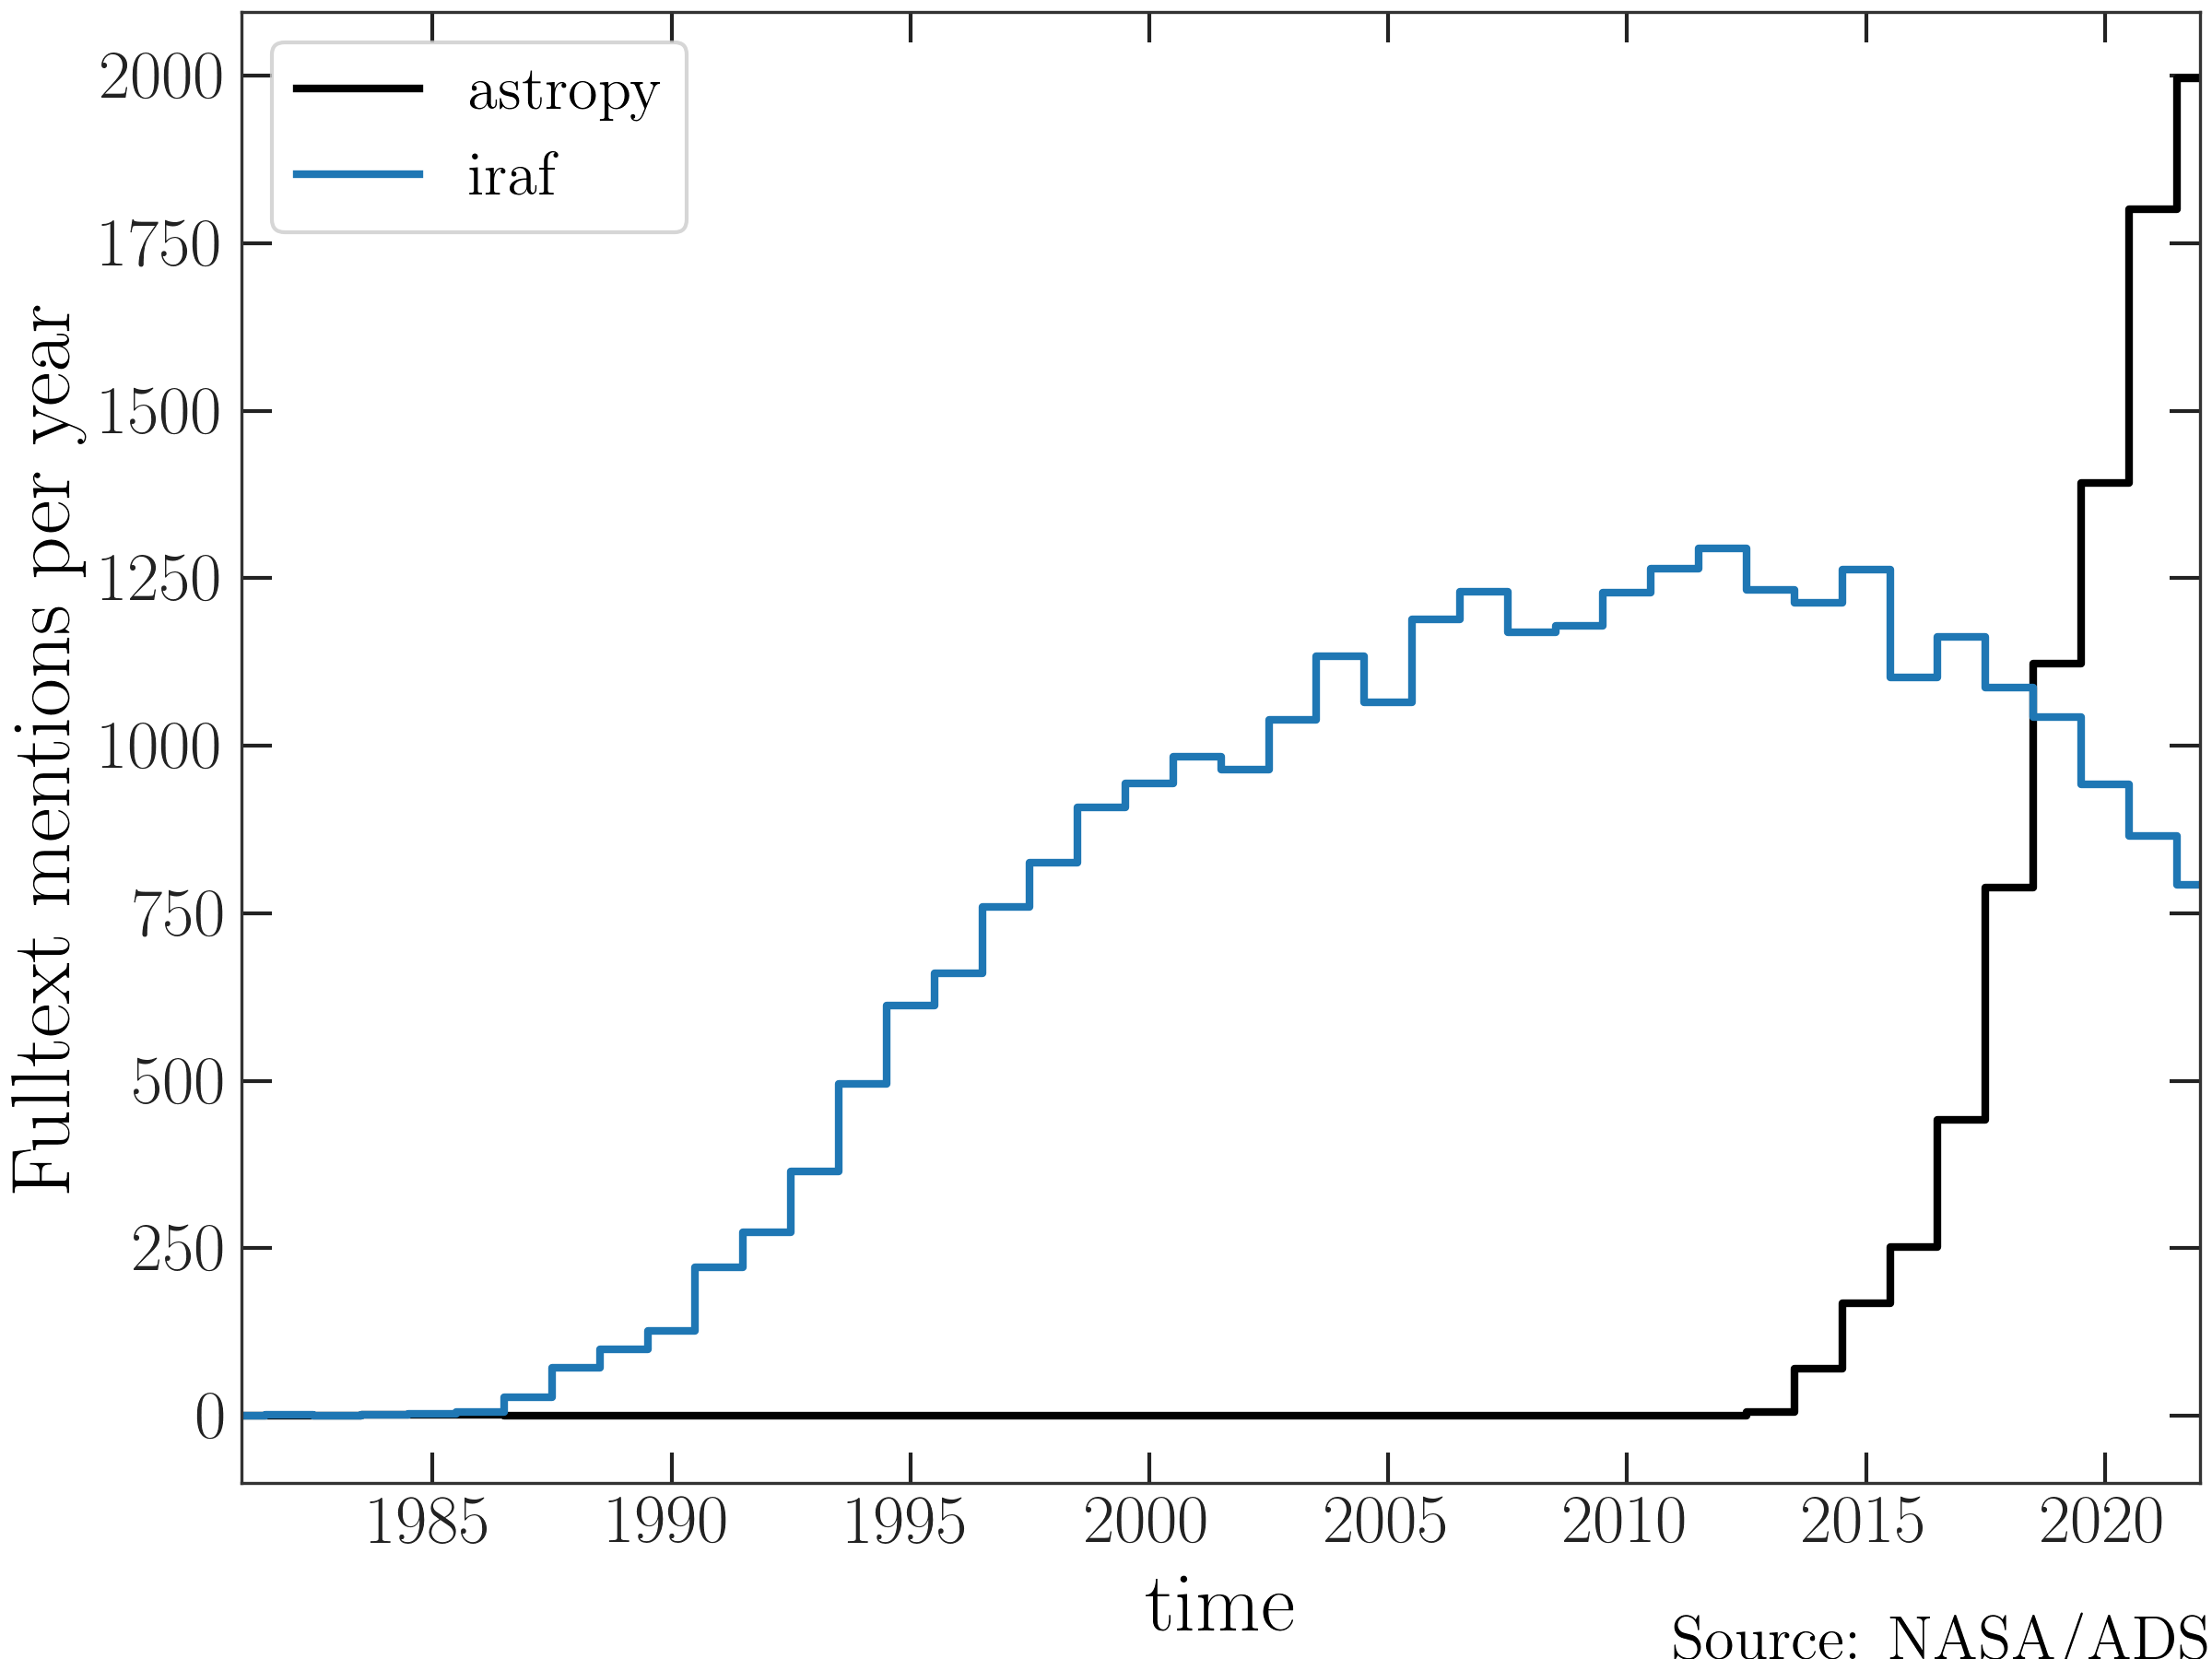 astropy
iraf
Fulltext mentions per year
2000
1750
1500
1250
1000
750
500
250
0
1985 1990 1995 2000 2005 2010 2015 2020
time
Source: NASA/ADS